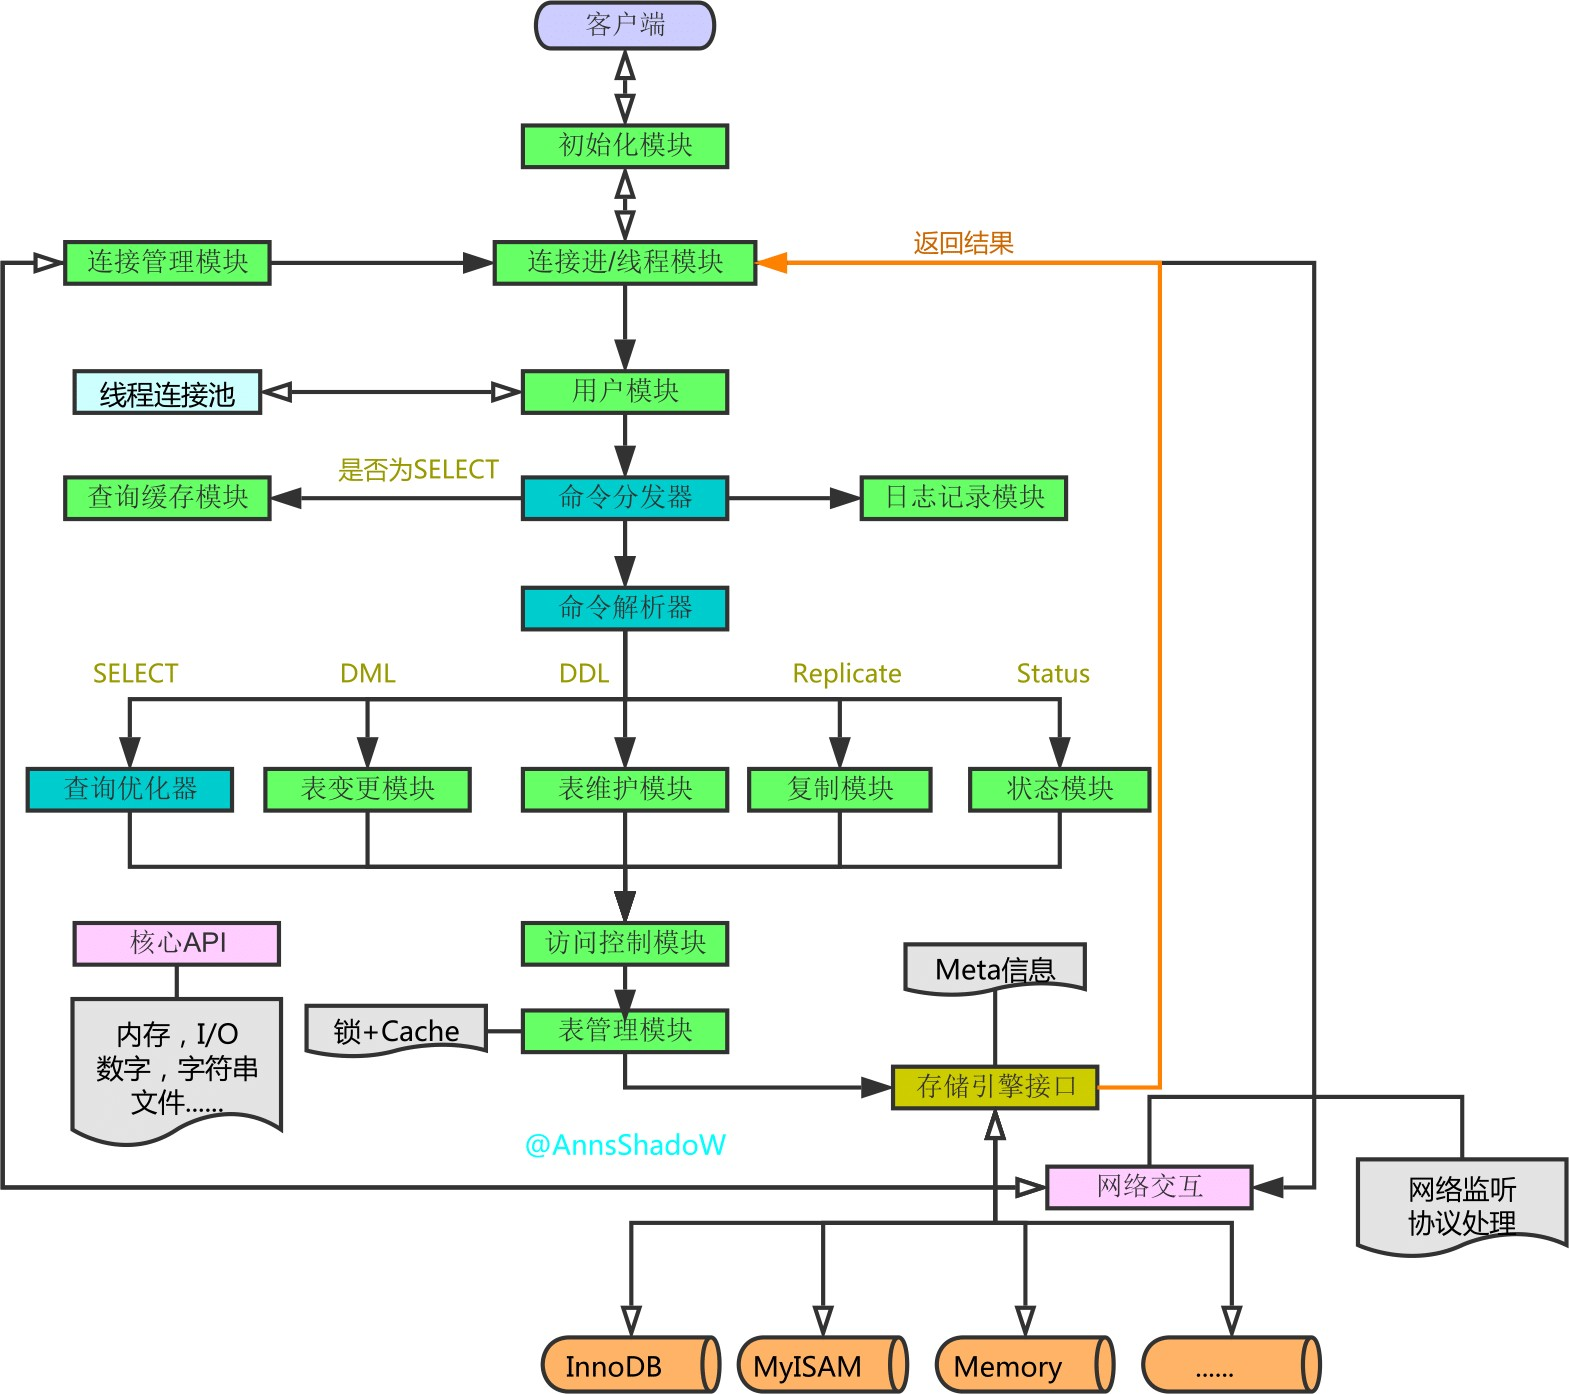 客户端
初始化模块
返回结果
连接管理模块
连接进/线程模块
线程连接池
用户模块
是否为SELECT
查询缓存模块
命令分发器
日志记录模块
命令解析器
SELECT
DML
DDL
Replicate
Status
查询优化器
表变更模块
表维护模块
复制模块
状态模块
核心API
访问控制模块
Meta信息
内存，I/O
数字，字符串
文件......
锁+Cache
表管理模块
存储引擎接口
@AnnsShadoW
网络交互
网络监听
协议处理
InnoDB
MyISAM
Memory
......